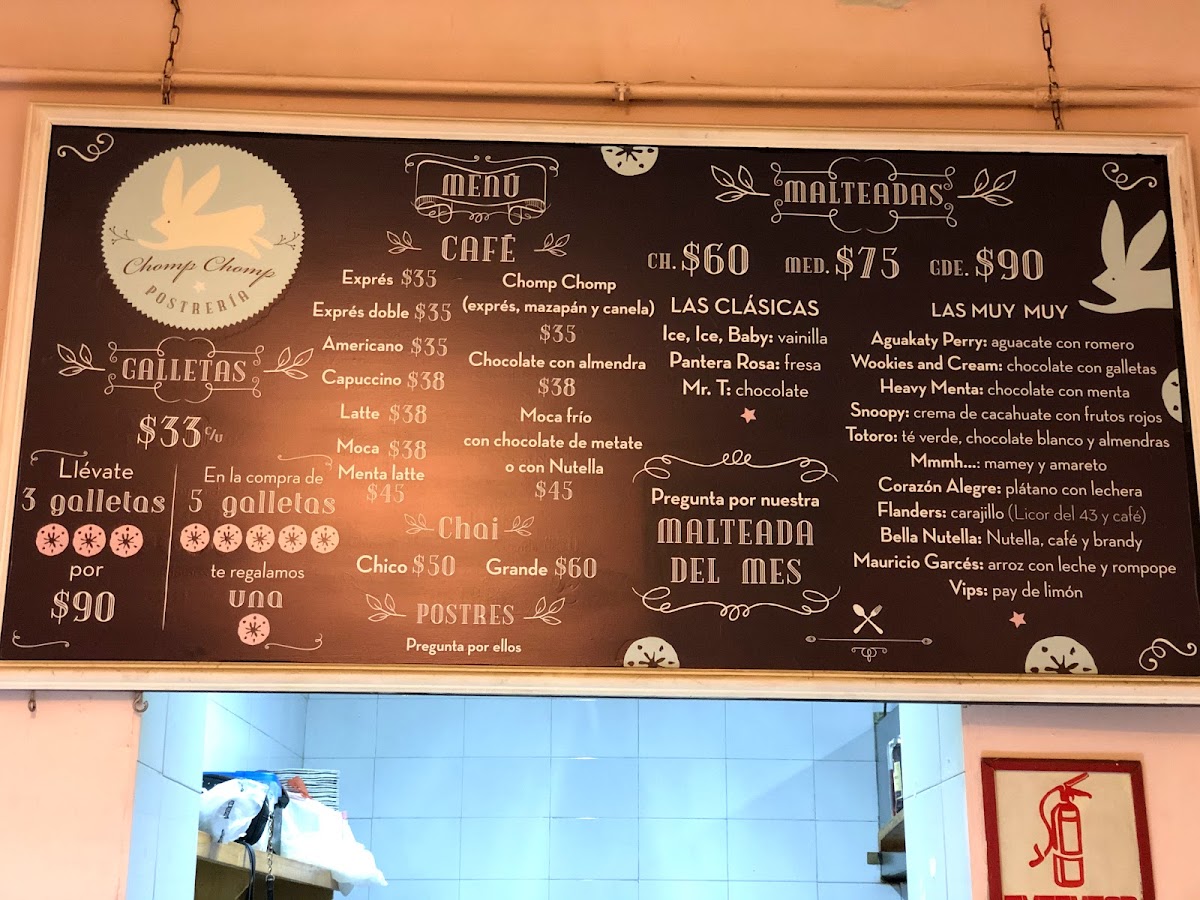 Chomp Chomp
POSTRERÍA
GALLETAS
$33 c/u
Llévate
3 galletas
por
$90
En la compra de
5 galletas
te regalamos
una
MENÚ
CAFÉ
Exprés $35
Exprés doble $35
Americano $35
Capuccino $38
Latte $38
Moca $38
Menta latte
$45
Chomp Chomp
(exprés, mazapán y canela)
$35
Chocolate con almendra
$38
Moca frío
con chocolate de metate
o con Nutella
$45
Chai
Chico $50 Grande $60
POSTRES
Pregunta por ellos
MALTEADAS
CH. $60 MED. $75 GDE. $90
LAS CLÁSICAS
Ice, Ice, Baby: vainilla
Pantera Rosa: fresa
Mr. T: chocolate
Pregunta por nuestra
MALTEADA
DEL MES
LAS MUY MUY
Aguakaty Perry: aguacate con romero
Wookies and Cream: chocolate con galletas
Heavy Menta: chocolate con menta
Snoopy: crema de cacahuate con frutos rojos
Totoro: té verde, chocolate blanco y almendras
Mmmh...: mamey y amareto
Corazón Alegre: plátano con lechera
Flanders: carajillo (Licor del 43 y café)
Bella Nutella: Nutella, café y brandy
Mauricio Garcés: arroz con leche y rompope
Vips: pay de limón